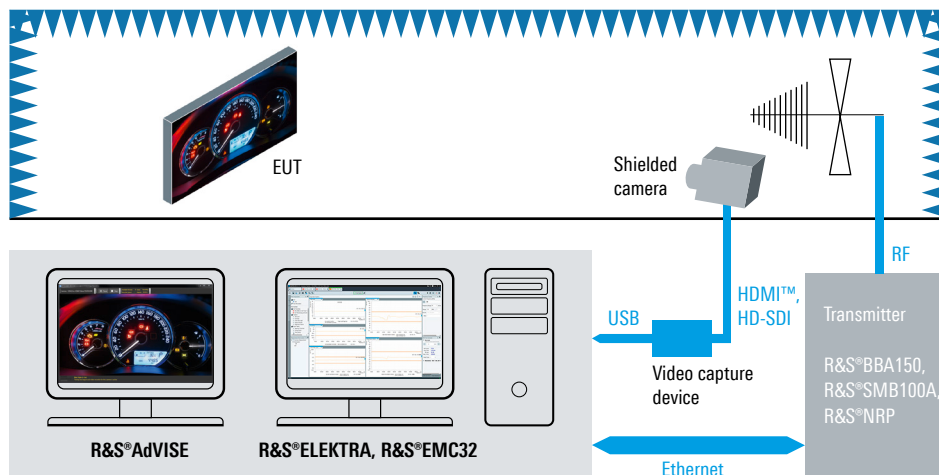 EUT
Shielded
camera
RF
HDMI™,
HD-SDI
USB
Transmitter
R&S®BBA150,
R&S®SMB100A,
R&S®NRP
Video capture
device
R&S®AdVISE
R&S®ELEKTRA, R&S®EMC32
Ethernet